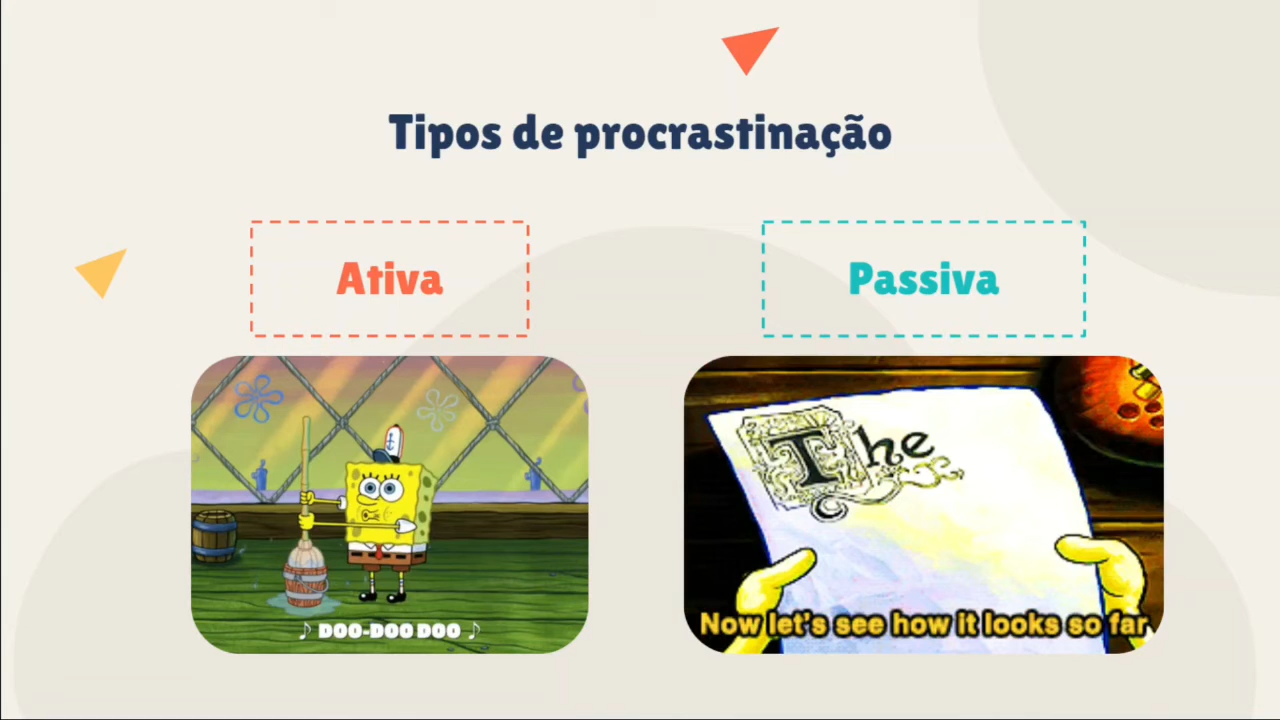 Tipos de procrastinação
Ativa
Passiva
The
♪ DOO-DOO DOO ♪
Now let's see how it looks so far